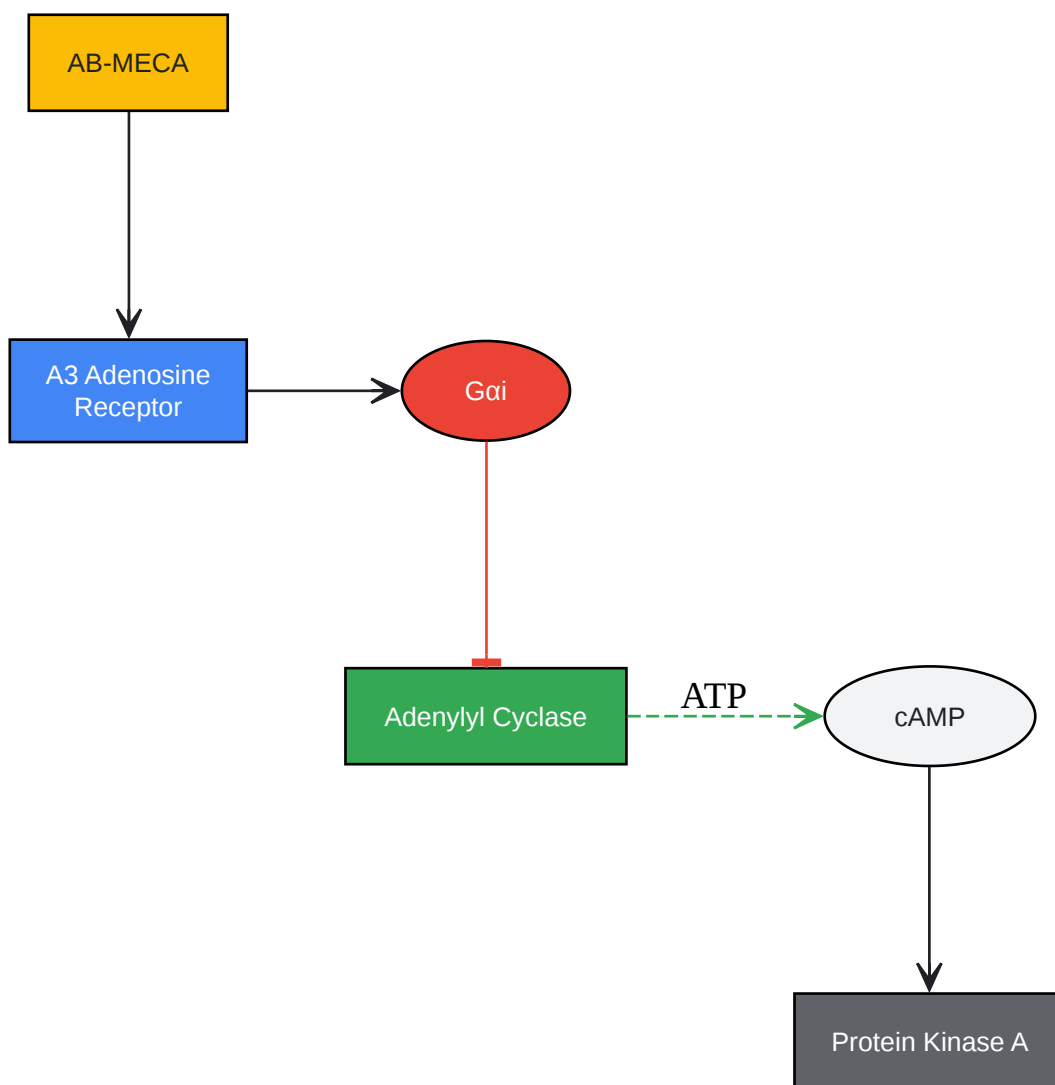 AB-MECA
A3 Adenosine
Receptor
Gαi
Adenylyl Cyclase
ATP
cAMP
Protein Kinase A